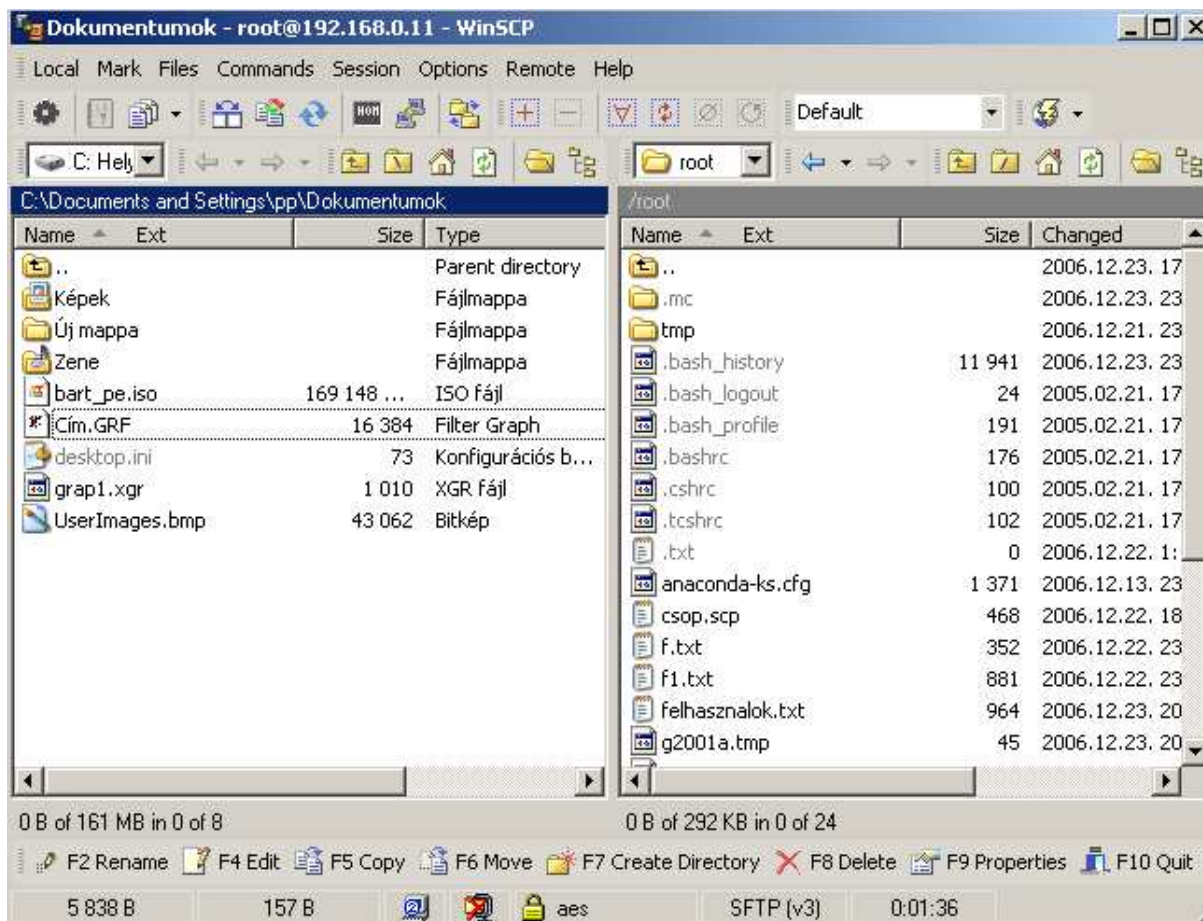 Dokumentumok - root@192.168.0.11 - WinSCP
Local Mark Files Commands Session Options Remote Help
Default
C: Hely
root
C:\Documents and Settings\pp\Dokumentumok
/root
Name Ext Size Type
Name Ext Size Changed
.. Parent directory
Képek Fájlmappa
Új mappa Fájlmappa
Zene Fájlmappa
bart_pe.iso 169 148 ... ISO fájl
Cím.GRF 16 384 Filter Graph
desktop.ini 73 Konfigurációs b...
grap1.xgr 1 010 XGR fájl
UserImages.bmp 43 062 Bitkép
.. 2006.12.23. 17
.mc 2006.12.23. 23
tmp 2006.12.21. 23
.bash_history 11 941 2006.12.23. 23
.bash_logout 24 2005.02.21. 17
.bash_profile 191 2005.02.21. 17
.bashrc 176 2005.02.21. 17
.cshrc 100 2005.02.21. 17
.tcshrc 102 2005.02.21. 17
.txt 0 2006.12.22. 1:
anaconda-ks.cfg 1 371 2006.12.13. 23
csop.scp 468 2006.12.22. 18
f.txt 352 2006.12.22. 23
f1.txt 881 2006.12.22. 23
felhasznalok.txt 964 2006.12.23. 20
g2001a.tmp 45 2006.12.23. 20
0 B of 161 MB in 0 of 8
0 B of 292 KB in 0 of 24
F2 Rename F4 Edit F5 Copy F6 Move F7 Create Directory F8 Delete F9 Properties F10 Quit
5 838 B 157 B aes SFTP (v3) 0:01:36